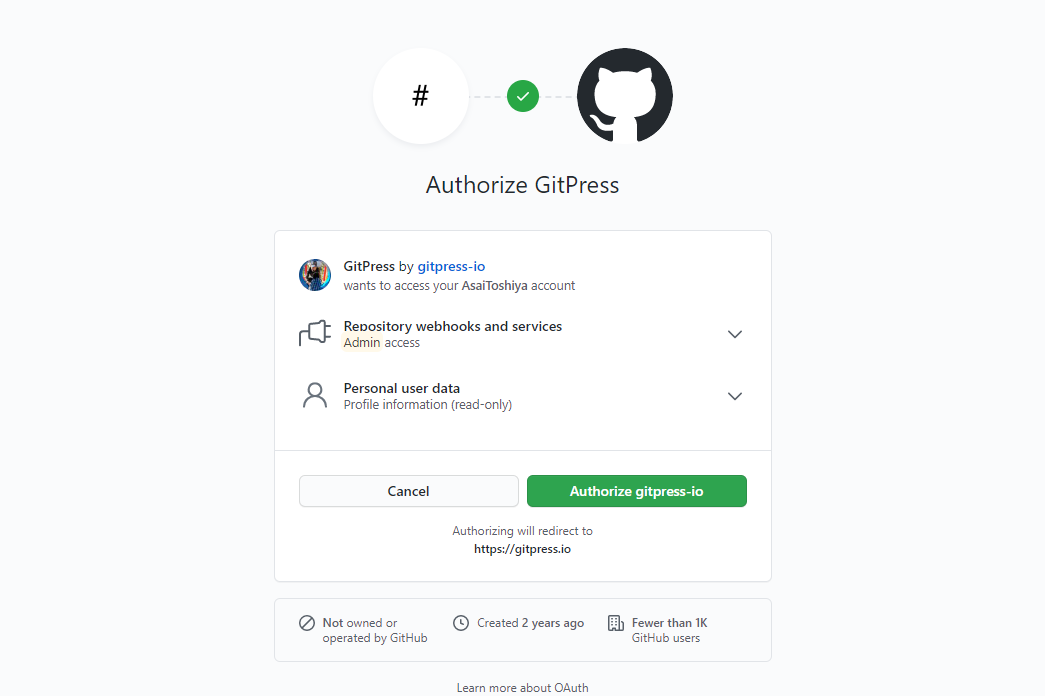 #
Authorize GitPress
GitPress by gitpress-io
wants to access your AsaiToshiya account
Repository webhooks and services
Admin access
Personal user data
Profile information (read-only)
Cancel
Authorize gitpress-io
Authorizing will redirect to
https://gitpress.io
Not owned or
operated by GitHub
Created 2 years ago
Fewer than 1K
GitHub users
Learn more about OAuth